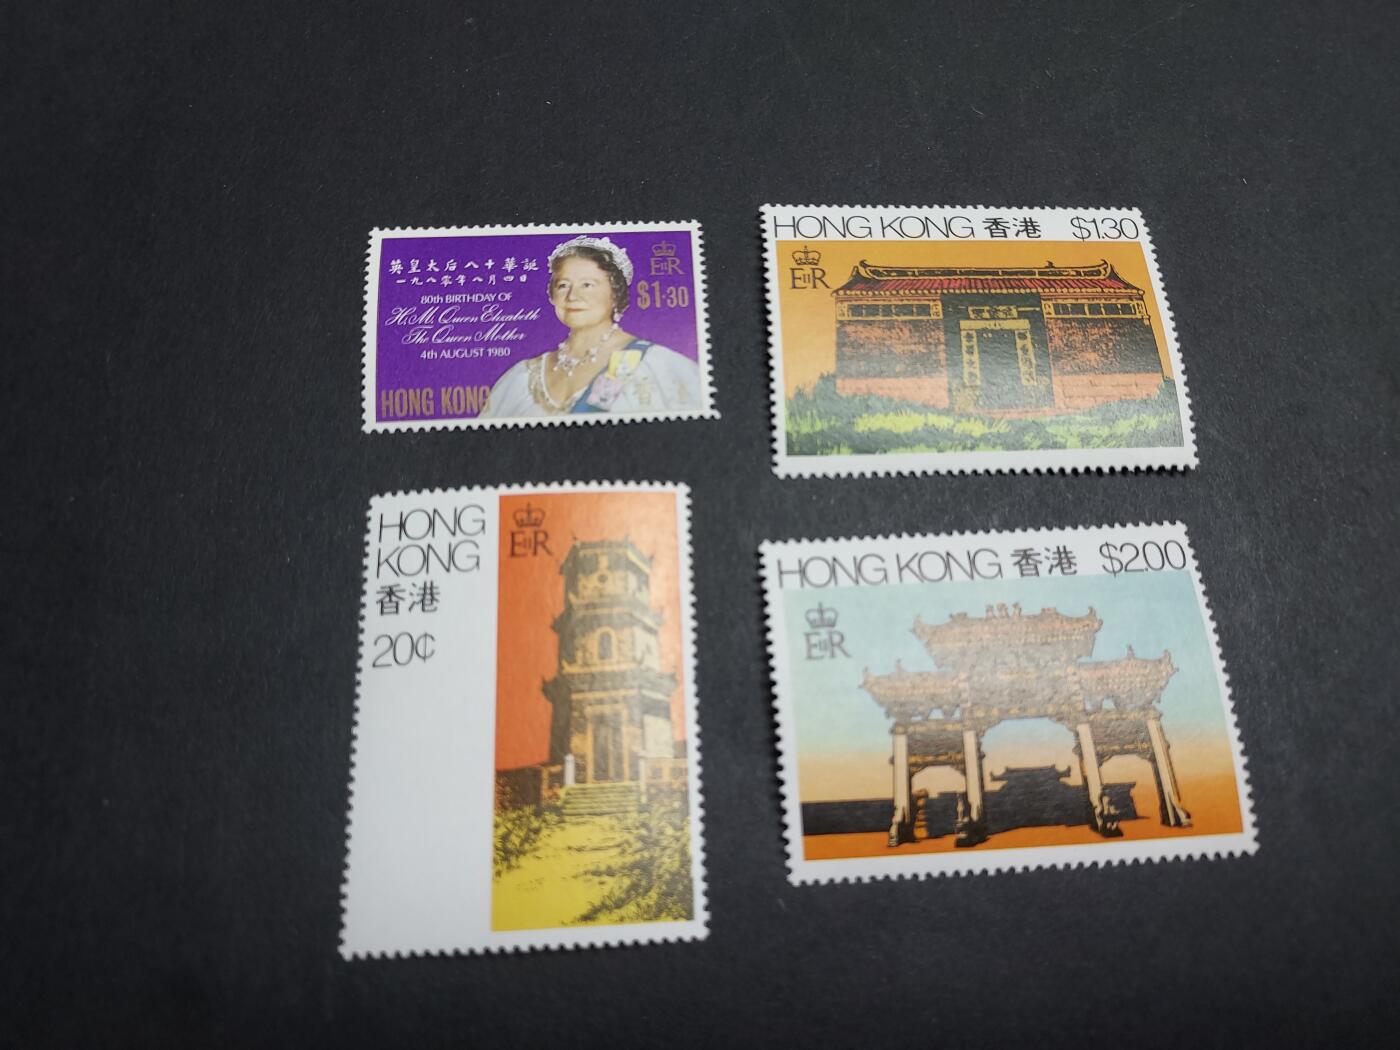 英皇太后八十華誕
一九八零年八月四日
80th BIRTHDAY OF
H.M. Queen Elizabeth
The Queen Mother
4th AUGUST 1980
EIIR
$1·30
HONG KONG
香港
HONG KONG 香港 $1.30
EIIR
HONG
KONG
香港
20¢
EIIR
HONG KONG 香港 $2.00
EIIR